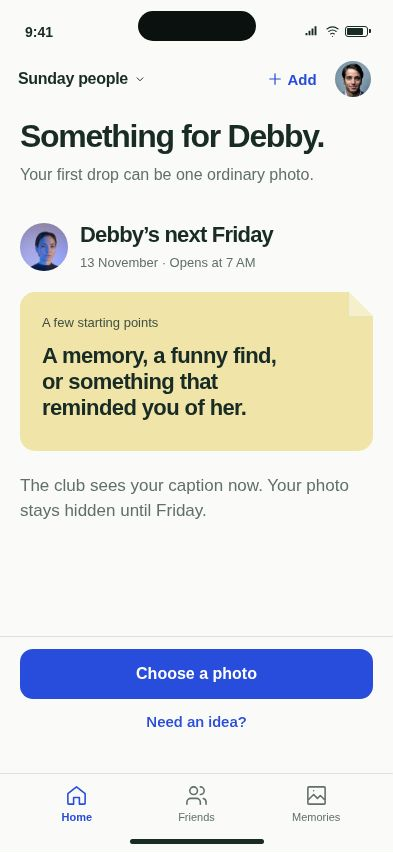 9:41
Sunday people
Add
Something for Debby.
Your first drop can be one ordinary photo.
Debby’s next Friday
13 November · Opens at 7 AM
A few starting points
A memory, a funny find,
or something that
reminded you of her.
The club sees your caption now. Your photo
stays hidden until Friday.
Choose a photo
Need an idea?
Home
Friends
Memories